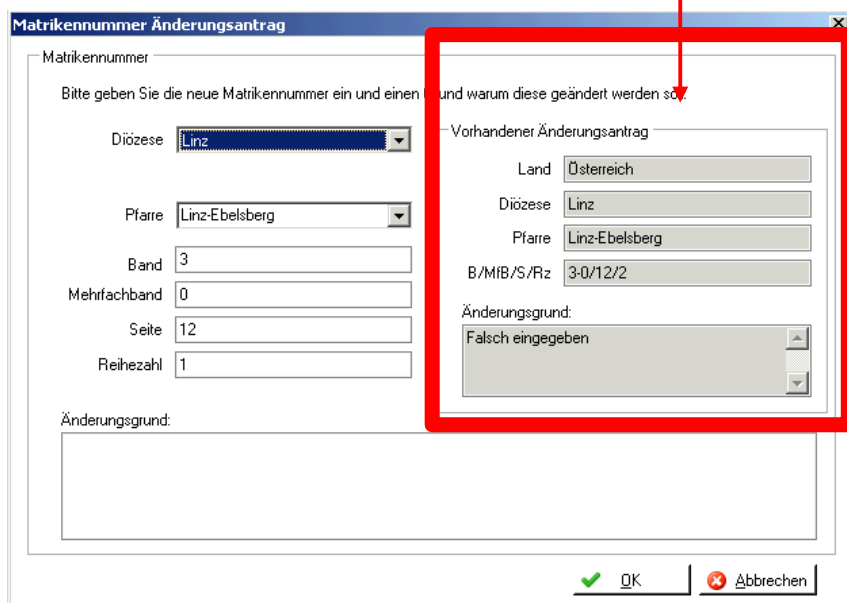 Matrikennummer Änderungsantrag
Matrikennummer
Bitte geben Sie die neue Matrikennummer ein und einen und warum diese geändert werden
Diözese Linz
Pfarre Linz-Ebelsberg
Band 3
Mehrfachband 0
Seite 12
Reihezahl 1
Vorhandener Änderungsantrag
Land Österreich
Diözese Linz
Pfarre Linz-Ebelsberg
B/MfB/S/Rz 3-0/12/2
Änderungsgrund:
Falsch eingegeben
Änderungsgrund:
OK
Abbrechen